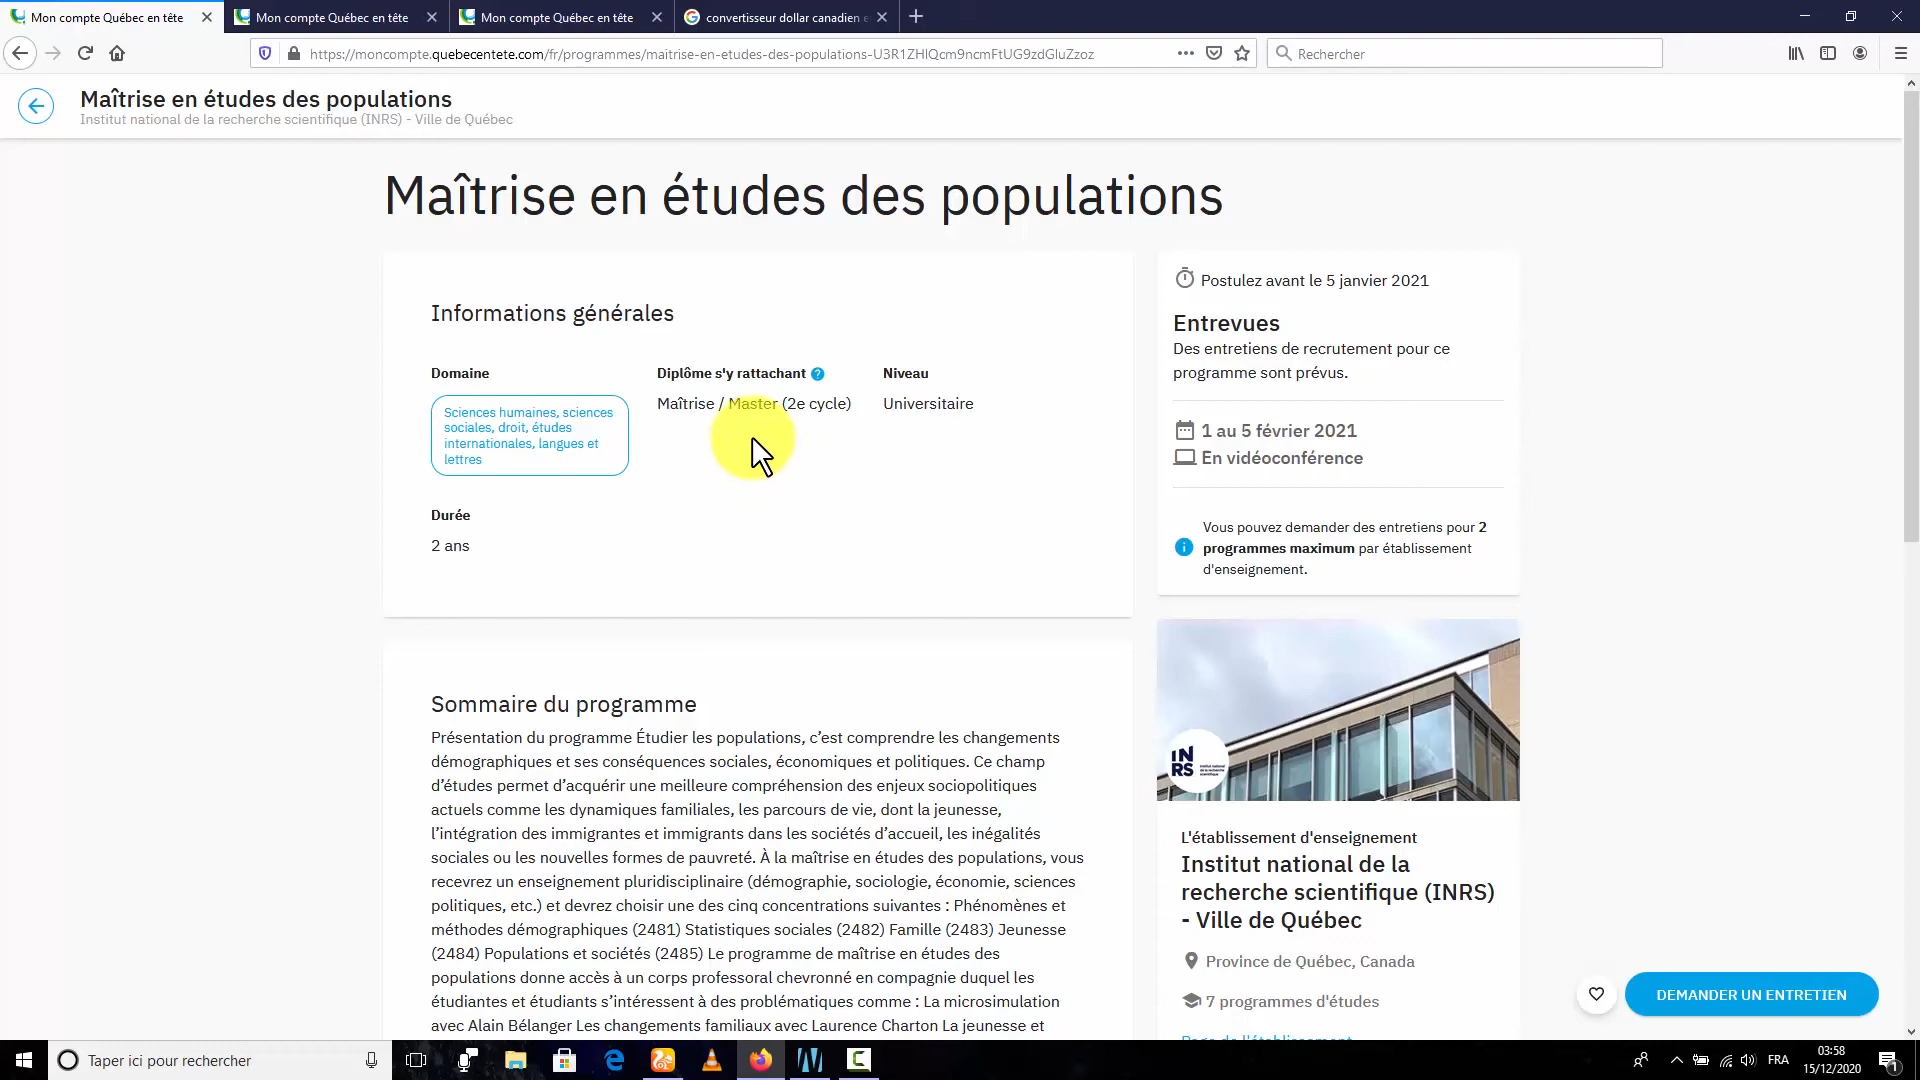 Mon compte Québec en tête
Mon compte Québec en tête
Mon compte Québec en tête
convertisseur dollar canadien e
https://moncompte.quebecentete.com/fr/programmes/maitrise-en-etudes-des-populations-U3R1ZHlQcm9ncmFtUG9zdGluZzoz
Rechercher
Maîtrise en études des populations
Institut national de la recherche scientifique (INRS) - Ville de Québec
Maîtrise en études des populations
Informations générales
Domaine
Sciences humaines, sciences
sociales, droit, études
internationales, langues et
lettres
Diplôme s'y rattachant ?
Maîtrise / Master (2e cycle)
Niveau
Universitaire
Durée
2 ans
Sommaire du programme
Présentation du programme Étudier les populations, c’est comprendre les changements
démographiques et ses conséquences sociales, économiques et politiques. Ce champ
d’études permet d’acquérir une meilleure compréhension des enjeux sociopolitiques
actuels comme les dynamiques familiales, les parcours de vie, dont la jeunesse,
l’intégration des immigrantes et immigrants dans les sociétés d’accueil, les inégalités
sociales ou les nouvelles formes de pauvreté. À la maîtrise en études des populations, vous
recevrez un enseignement pluridisciplinaire (démographie, sociologie, économie, sciences
politiques, etc.) et devrez choisir une des cinq concentrations suivantes : Phénomènes et
méthodes démographiques (2481) Statistiques sociales (2482) Famille (2483) Jeunesse
(2484) Populations et sociétés (2485) Le programme de maîtrise en études des
populations donne accès à un corps professoral chevronné en compagnie duquel les
étudiantes et étudiants s’intéressent à des problématiques comme : La microsimulation
avec Alain Bélanger Les changements familiaux avec Laurence Charton La jeunesse et
Postulez avant le 5 janvier 2021
Entrevues
Des entretiens de recrutement pour ce
programme sont prévus.
1 au 5 février 2021
En vidéoconférence
Vous pouvez demander des entretiens pour 2
programmes maximum par établissement
d'enseignement.
INRS
L'établissement d'enseignement
Institut national de la
recherche scientifique (INRS)
- Ville de Québec
Province de Québec, Canada
7 programmes d'études
Page de l'établissement
DEMANDER UN ENTRETIEN
Taper ici pour rechercher
FRA
03:58
15/12/2020
1